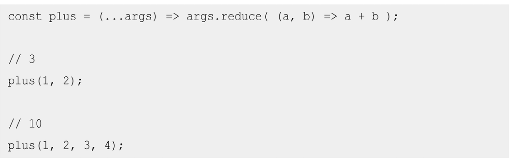 const plus = (...args) => args.reduce( (a, b) => a + b );
// 3
plus(1, 2);
// 10
plus(1, 2, 3, 4);